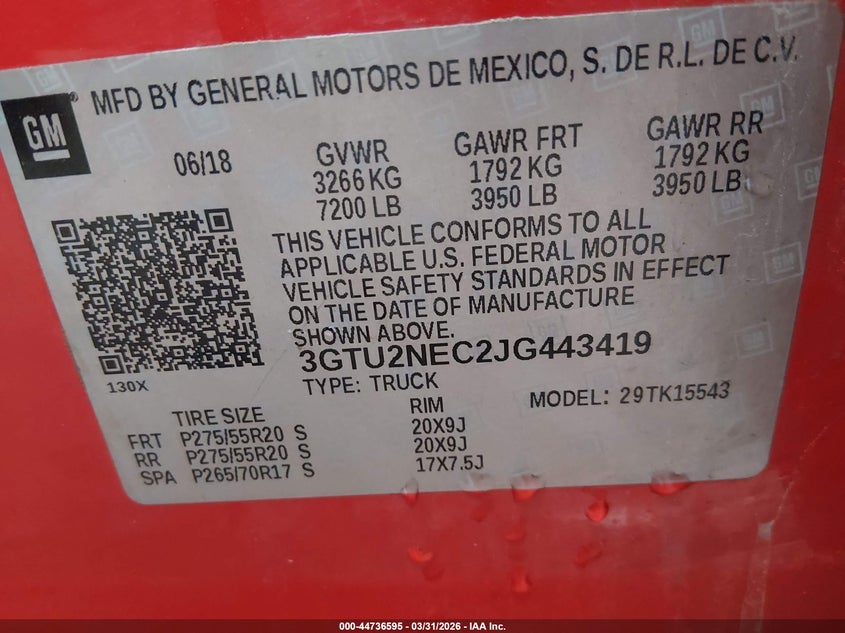 GM
MFD BY GENERAL MOTORS DE MEXICO, S. DE R.L. DE C.V.
06/18
GVWR
3266 KG
7200 LB
GAWR FRT
1792 KG
3950 LB
GAWR RR
1792 KG
3950 LB
THIS VEHICLE CONFORMS TO ALL
APPLICABLE U.S. FEDERAL MOTOR
VEHICLE SAFETY STANDARDS IN EFFECT
ON THE DATE OF MANUFACTURE
SHOWN ABOVE.
3GTU2NEC2JG443419
130X
TYPE: TRUCK
MODEL: 29TK15543
TIRE SIZE RIM
FRT P275/55R20 S 20X9J
RR P275/55R20 S 20X9J
SPA P265/70R17 S 17X7.5J
000-44736595 - 03/31/2026 - IAA Inc.